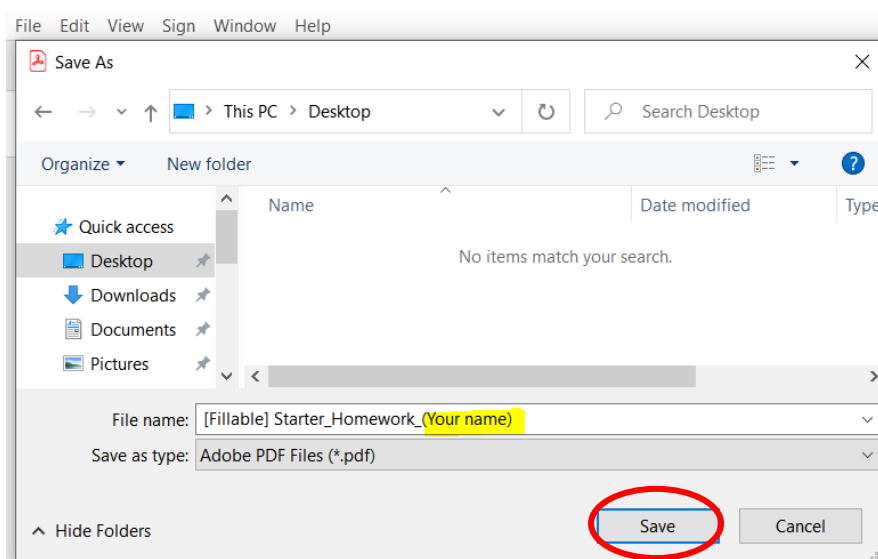 File Edit View Sign Window Help
Save As
This PC > Desktop
Search Desktop
Organize New folder
?
Name Date modified Type
Quick access
No items match your search.
Desktop
Downloads
Documents
Pictures
File name: [Fillable] Starter_Homework_(Your name)
Save as type: Adobe PDF Files (*.pdf)
Hide Folders
Save Cancel